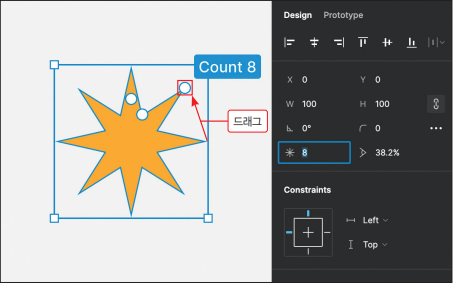 Design Prototype
Count 8
드래그
X 0 Y 0
W 100 H 100
0° 0
8 38.2%
Constraints
Left
Top